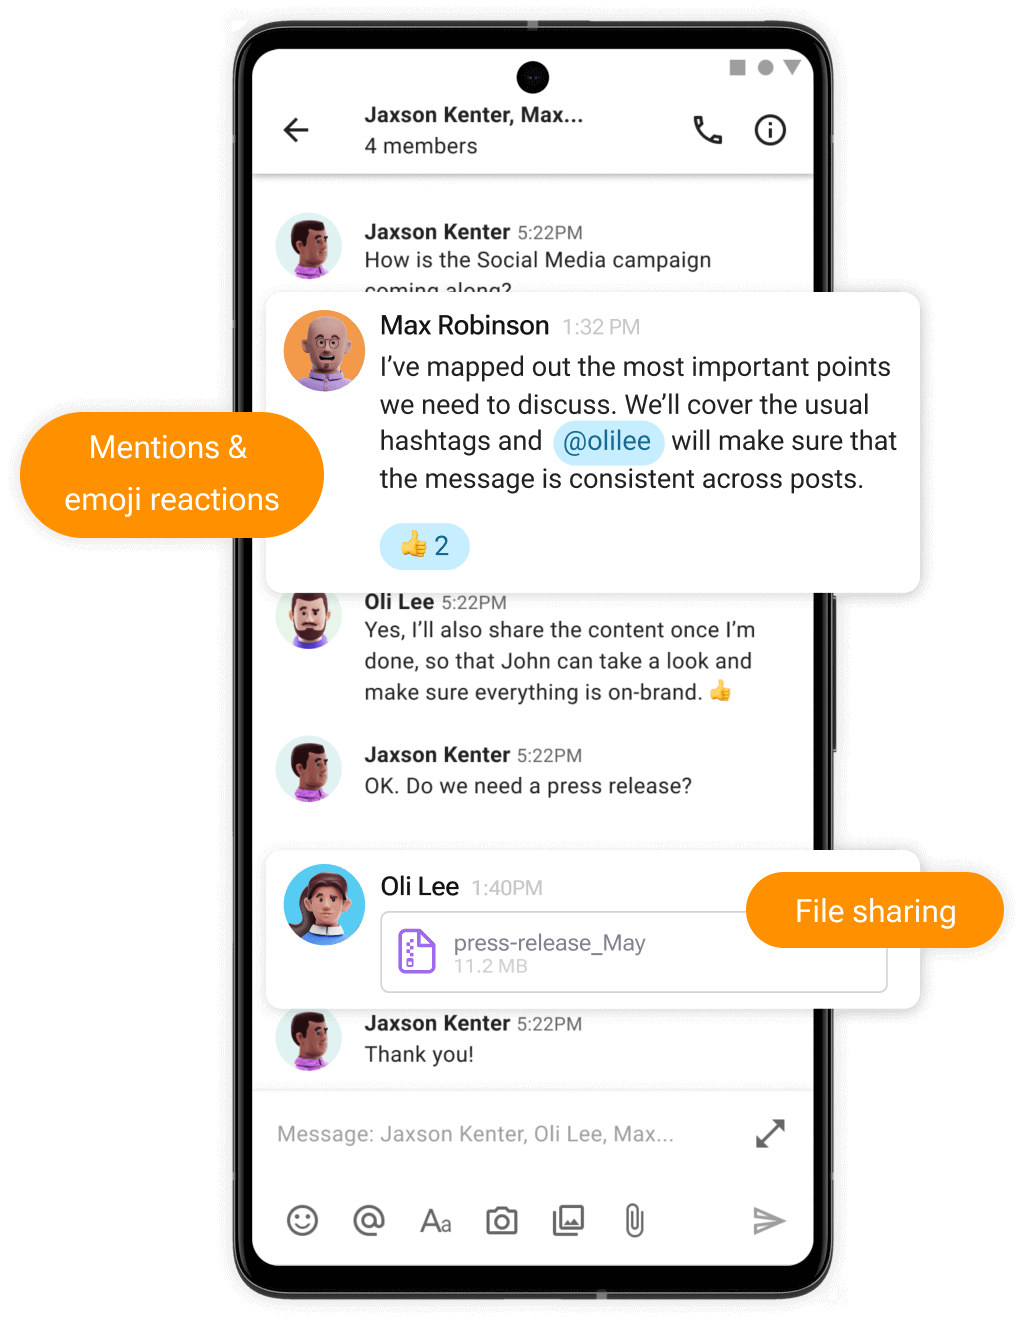 Jaxson Kenter, Max...
4 members
Jaxson Kenter 5:22PM
How is the Social Media campaign
coming along?
Max Robinson 1:32 PM
I’ve mapped out the most important points
we need to discuss. We’ll cover the usual
hashtags and @olilee will make sure that
the message is consistent across posts.
👍 2
Mentions &
emoji reactions
Oli Lee 5:22PM
Yes, I’ll also share the content once I’m
done, so that John can take a look and
make sure everything is on-brand. 👍
Jaxson Kenter 5:22PM
OK. Do we need a press release?
Oli Lee 1:40PM
File sharing
press-release_May
11.2 MB
Jaxson Kenter 5:22PM
Thank you!
Message: Jaxson Kenter, Oli Lee, Max...
Aa